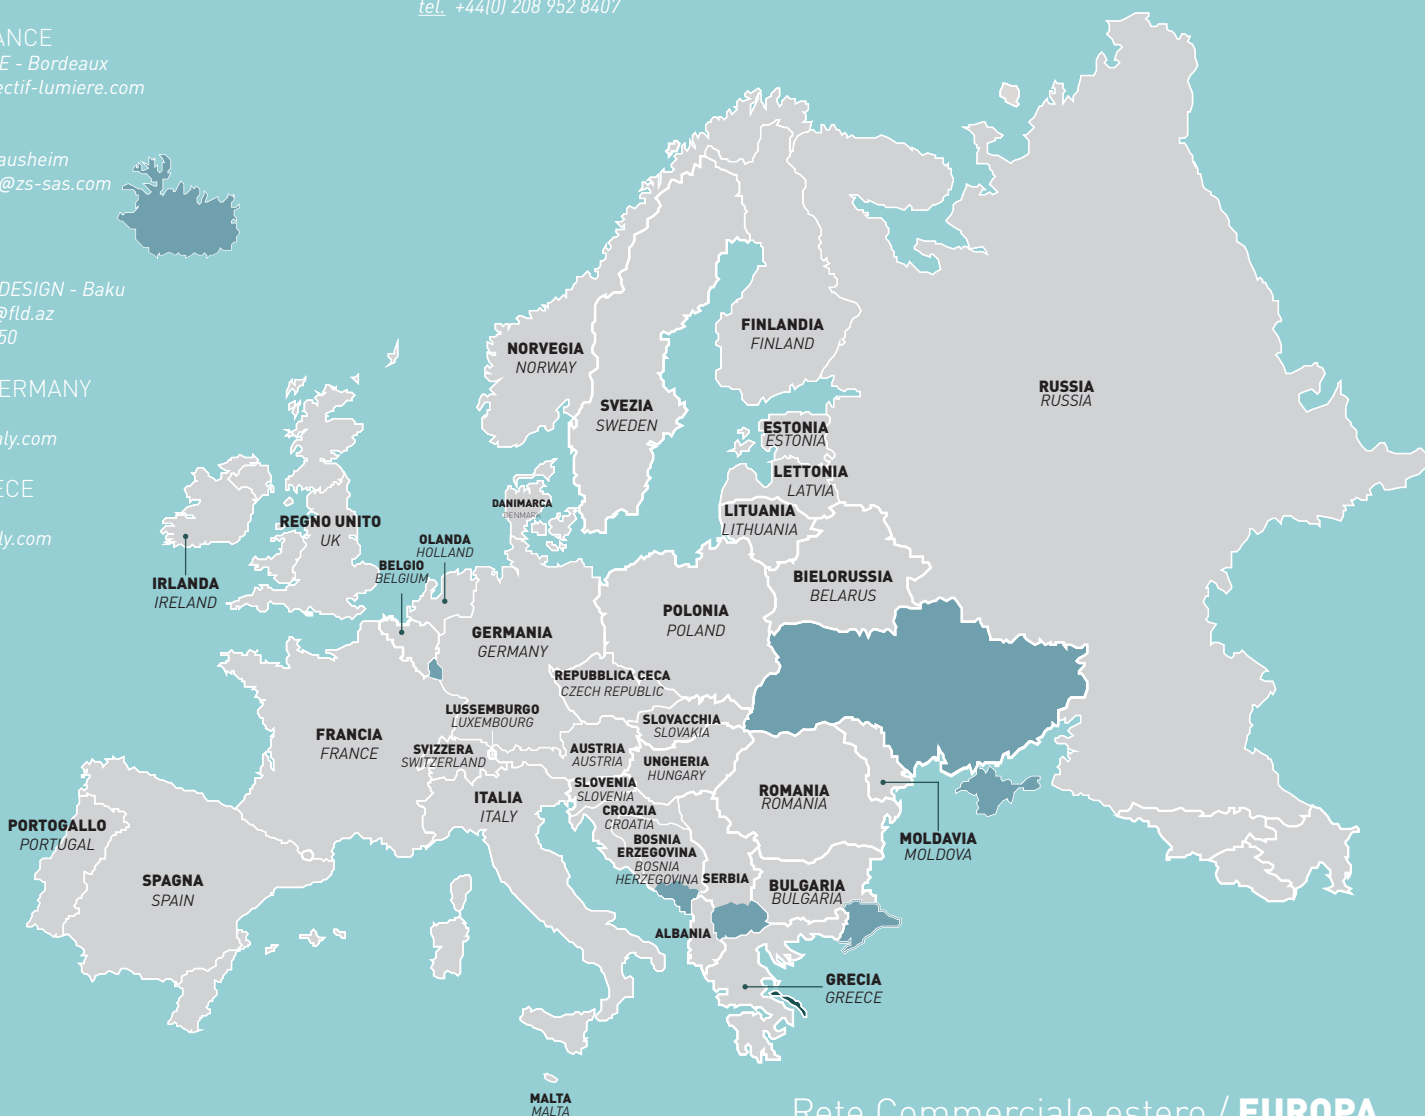 tel. +44(0) 208 952 8407
ANCE
E - Bordeaux
ectif-lumiere.com
ausheim
@zs-sas.com
DESIGN - Baku
@fld.az
50
ERMANY
aly.com
ECE
ly.com
NORVEGIA
NORWAY
SVEZIA
SWEDEN
FINLANDIA
FINLAND
RUSSIA
RUSSIA
ESTONIA
ESTONIA
LETTONIA
LATVIA
LITUANIA
LITHUANIA
DANIMARCA
DENMARK
REGNO UNITO
UK
OLANDA
HOLLAND
BELGIO
BELGIUM
IRLANDA
IRELAND
BIELORUSSIA
BELARUS
POLONIA
POLAND
GERMANIA
GERMANY
REPUBBLICA CECA
CZECH REPUBLIC
LUSSEMBURGO
LUXEMBOURG
SLOVACCHIA
SLOVAKIA
FRANCIA
FRANCE
SVIZZERA
SWITZERLAND
AUSTRIA
AUSTRIA
UNGHERIA
HUNGARY
SLOVENIA
SLOVENIA
ITALIA
ITALY
ROMANIA
ROMANIA
CROAZIA
CROATIA
PORTOGALLO
PORTUGAL
BOSNIA
ERZEGOVINA
BOSNIA
HERZEGOVINA
MOLDAVIA
MOLDOVA
SPAGNA
SPAIN
SERBIA
BULGARIA
BULGARIA
ALBANIA
GRECIA
GREECE
MALTA
MALTA
Rete Commerciale estero / EUROPA